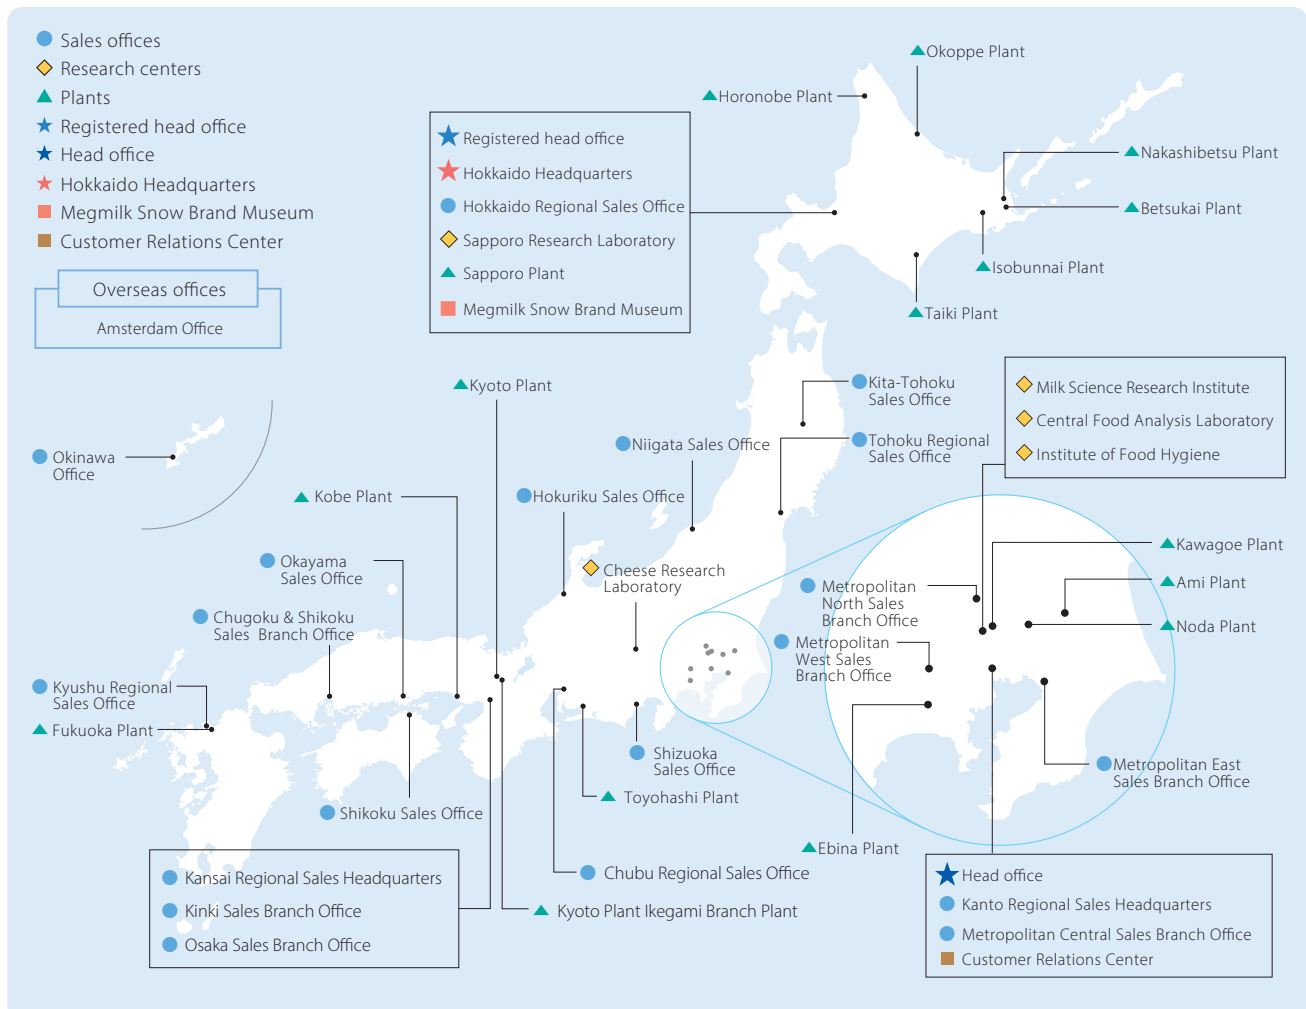 Sales offices
Research centers
Plants
Registered head office
Head office
Hokkaido Headquarters
Megmilk Snow Brand Museum
Customer Relations Center
Overseas offices
Amsterdam Office
Registered head office
Hokkaido Headquarters
Hokkaido Regional Sales Office
Sapporo Research Laboratory
Sapporo Plant
Megmilk Snow Brand Museum
Okoppe Plant
Horonobe Plant
Nakashibetsu Plant
Betsukai Plant
Isobunnai Plant
Taiki Plant
Kita-Tohoku
Sales Office
Tohoku Regional
Sales Office
Milk Science Research Institute
Central Food Analysis Laboratory
Institute of Food Hygiene
Kyoto Plant
Niigata Sales Office
Hokuriku Sales Office
Okinawa
Office
Kobe Plant
Okayama
Sales Office
Cheese Research
Laboratory
Chugoku & Shikoku
Sales Branch Office
Kyushu Regional
Sales Office
Fukuoka Plant
Kawagoe Plant
Ami Plant
Noda Plant
Metropolitan
North Sales
Branch Office
Metropolitan
West Sales
Branch Office
Shizuoka
Sales Office
Metropolitan East
Sales Branch Office
Toyohashi Plant
Shikoku Sales Office
Ebina Plant
Chubu Regional Sales Office
Kyoto Plant Ikegami Branch Plant
Kansai Regional Sales Headquarters
Kinki Sales Branch Office
Osaka Sales Branch Office
Head office
Kanto Regional Sales Headquarters
Metropolitan Central Sales Branch Office
Customer Relations Center